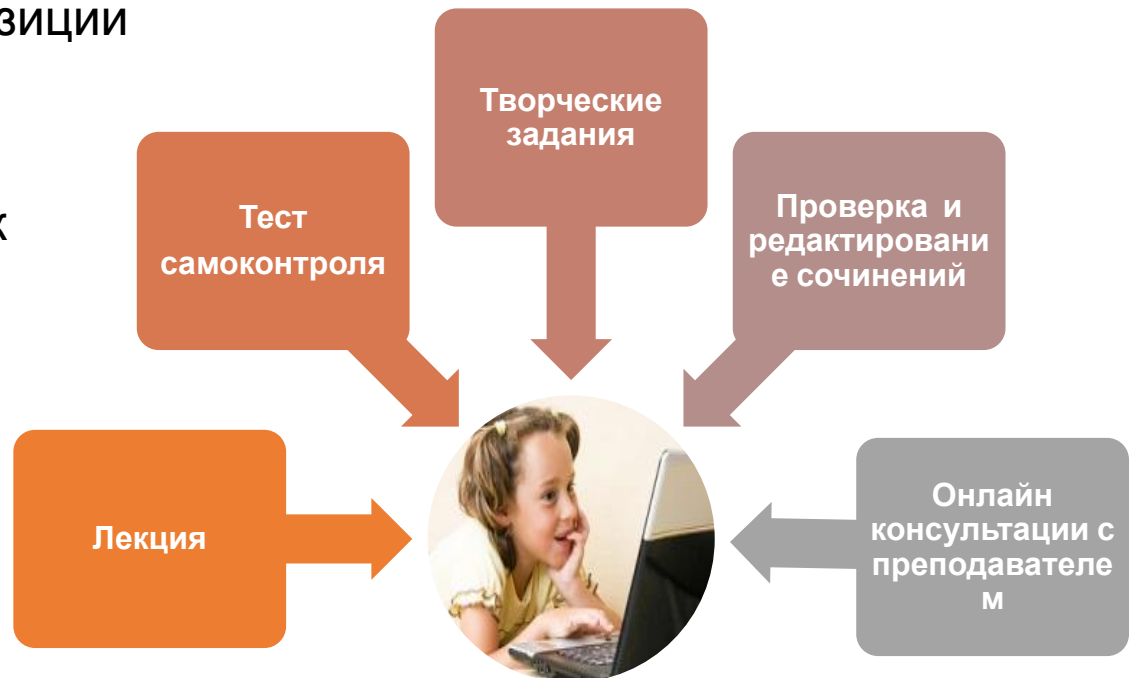 зиции
к
Творческие
задания
Тест
самоконтроля
Проверка и
редактировани
е сочинений
Лекция
Онлайн
консультации с
преподавателе
м